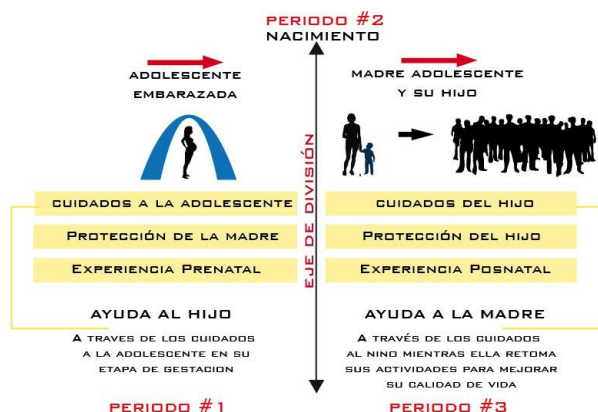 PERIODO #2
NACIMIENTO
ADOLESCENTE
EMBARAZADA
CUIDADOS A LA ADOLESCENTE
PROTECCIÓN DE LA MADRE
EXPERIENCIA PRENATAL
AYUDA AL HIJO
A TRAVES DE LOS CUIDADOS
A LA ADOLESCENTE EN SU
ETAPA DE GESTACION
PERIODO #1
EJE DE DIVISIÓN
MADRE ADOLESCENTE
Y SU HIJO
CUIDADOS DEL HIJO
PROTECCIÓN DEL HIJO
EXPERIENCIA POSNATAL
AYUDA A LA MADRE
A TRAVÉS DE LOS CUIDADOS
AL NINO MIENTRAS ELLA RETOMA
SUS ACTIVIDADES PARA MEJORAR
SU CALIDAD DE VIDA
PERIODO #3